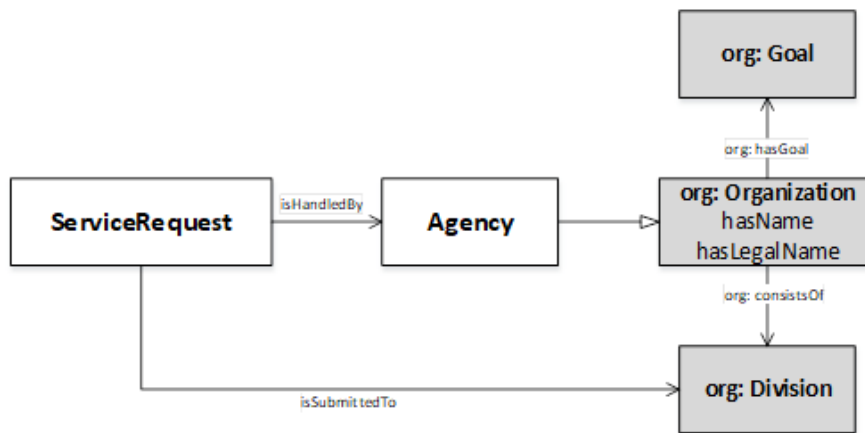 org: Goal
org: hasGoal
ServiceRequest
isHandledBy
Agency
org: Organization
hasName
hasLegalName
org: consistsOf
isSubmittedTo
org: Division